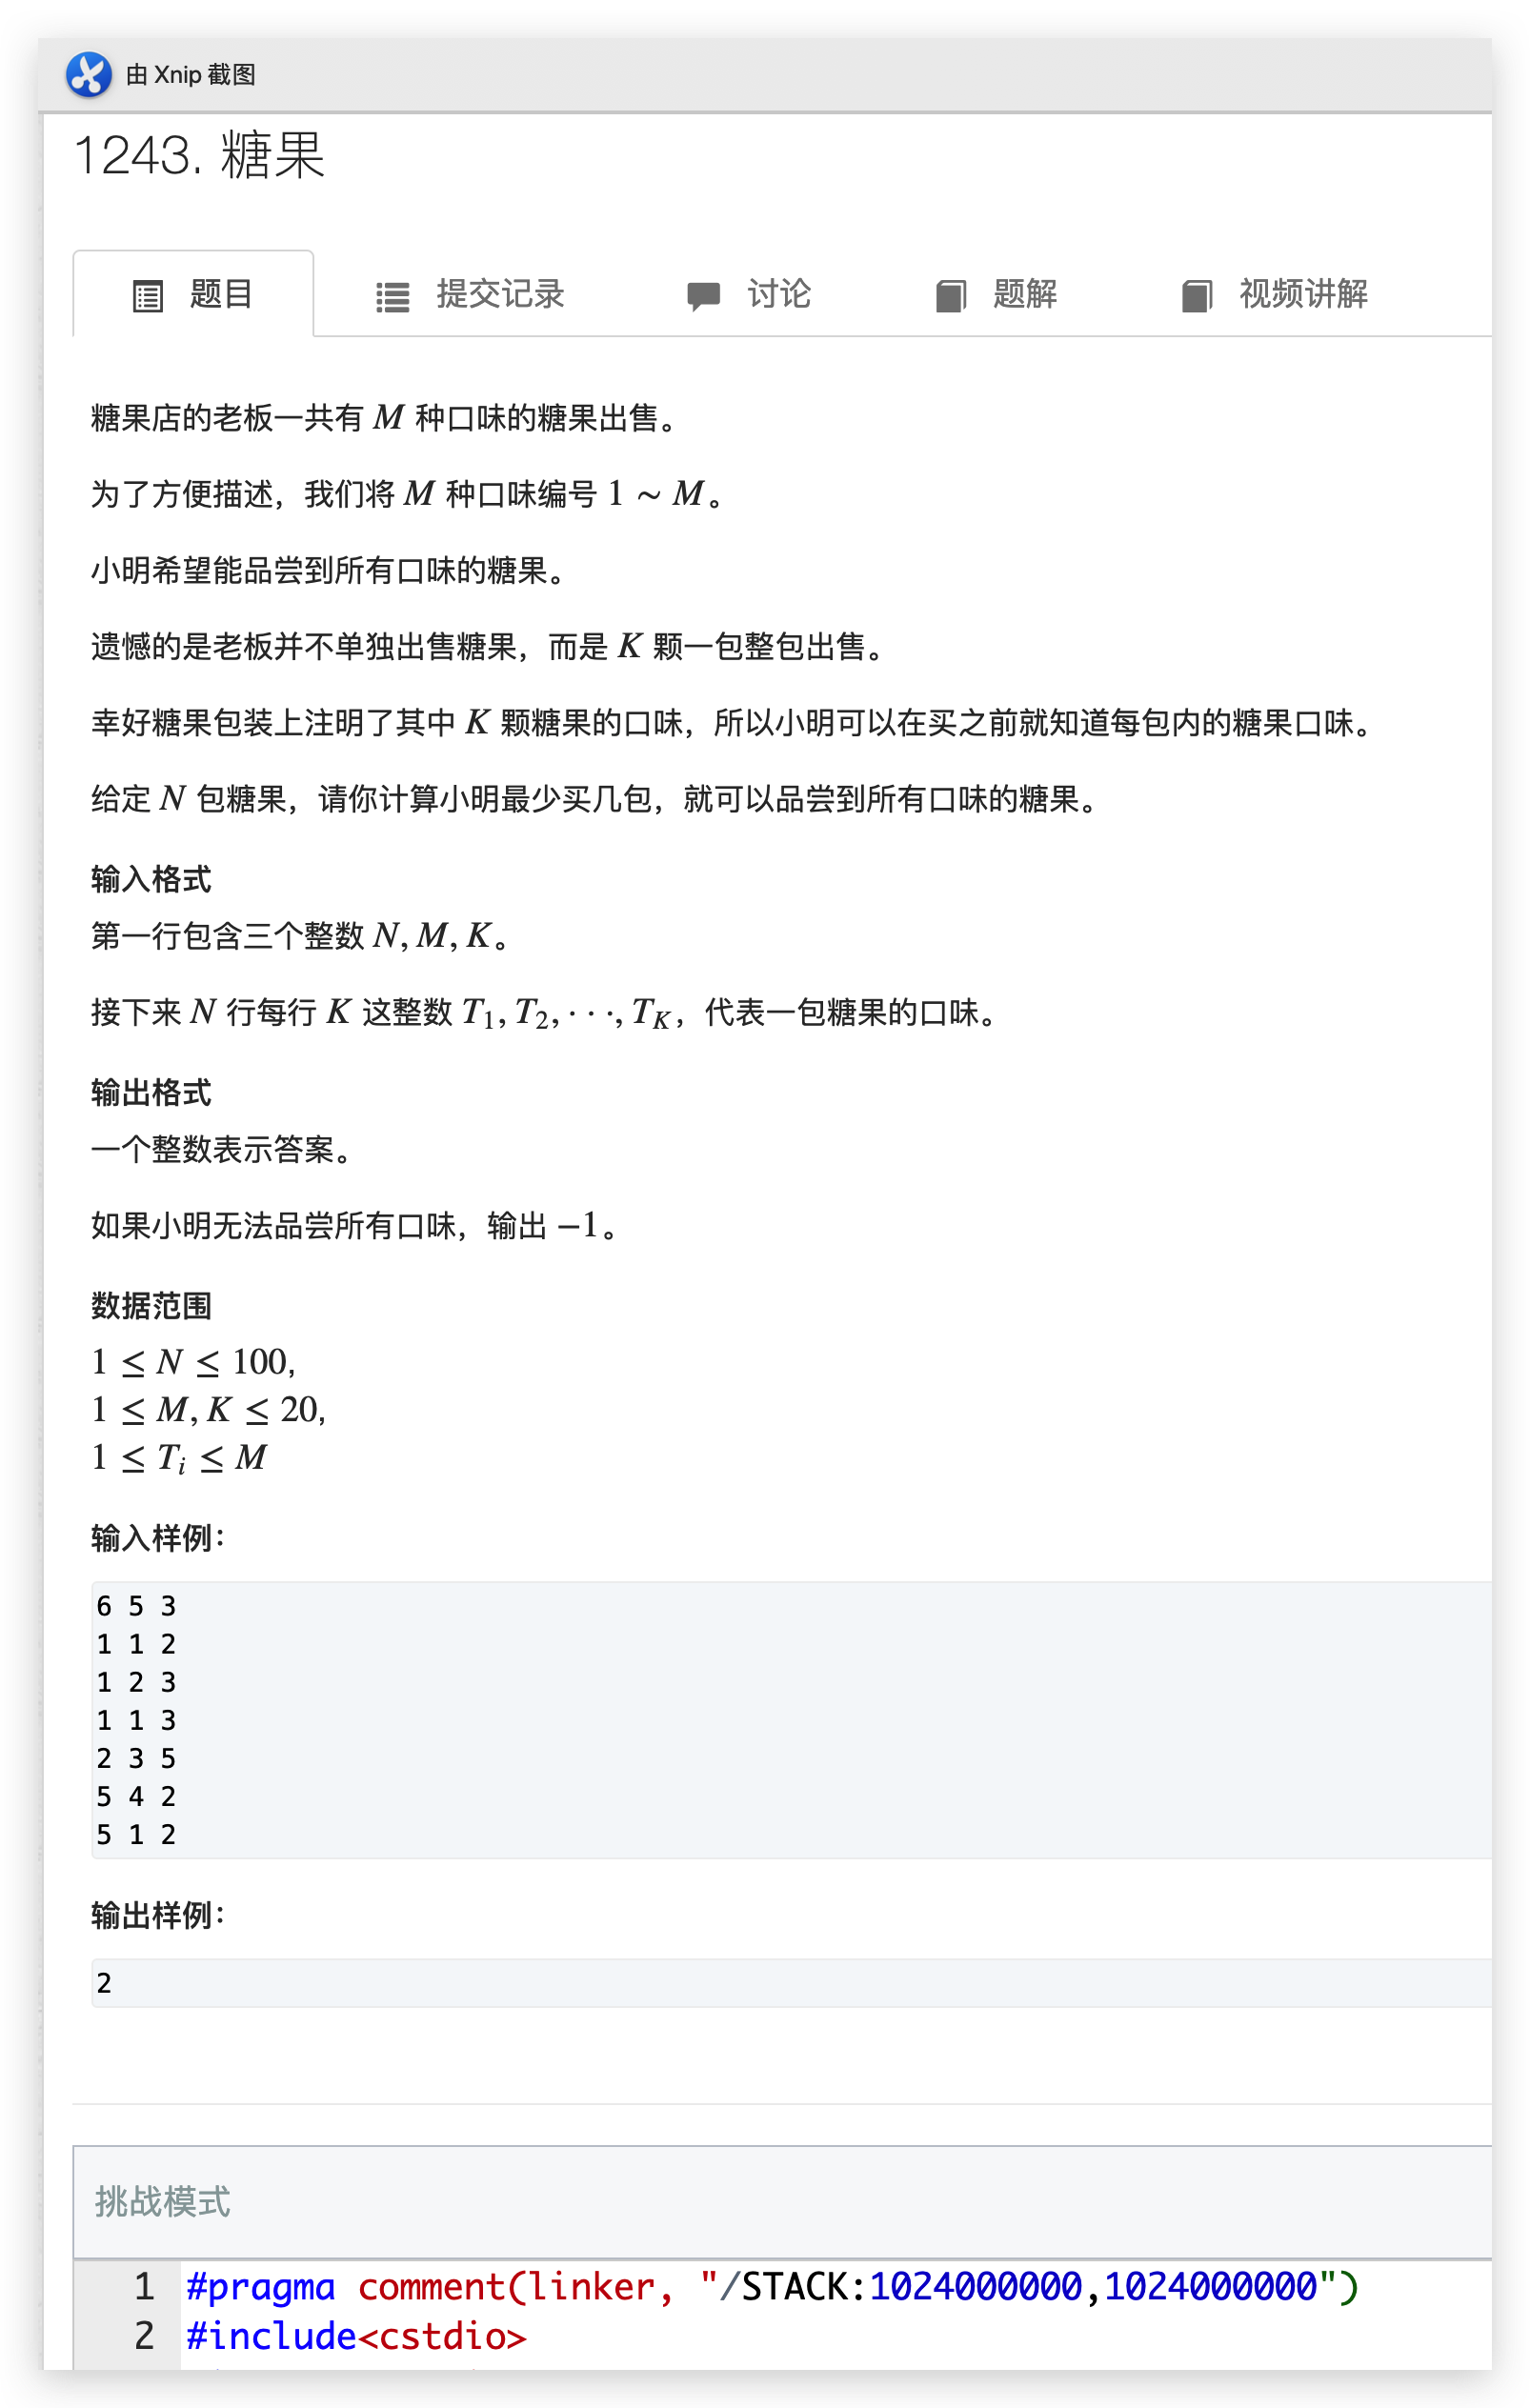 由 Xnip 截图
1243. 糖果
题目 提交记录 讨论 题解 视频讲解
糖果店的老板一共有 M 种口味的糖果出售。
为了方便描述，我们将 M 种口味编号 1 ∼ M。
小明希望能品尝到所有口味的糖果。
遗憾的是老板并不单独出售糖果，而是 K 颗一包整包出售。
幸好糖果包装上注明了其中 K 颗糖果的口味，所以小明可以在买之前就知道每包内的糖果口味。
给定 N 包糖果，请你计算小明最少买几包，就可以品尝到所有口味的糖果。
输入格式
第一行包含三个整数 N, M, K。
接下来 N 行每行 K 这整数 T₁, T₂, · · ·, T_K，代表一包糖果的口味。
输出格式
一个整数表示答案。
如果小明无法品尝所有口味，输出 −1。
数据范围
1 ≤ N ≤ 100,
1 ≤ M, K ≤ 20,
1 ≤ Tᵢ ≤ M
输入样例：
6 5 3
1 1 2
1 2 3
1 1 3
2 3 5
5 4 2
5 1 2
输出样例：
2
挑战模式
1 #pragma comment(linker, "/STACK:1024000000,1024000000")
2 #include<cstdio>